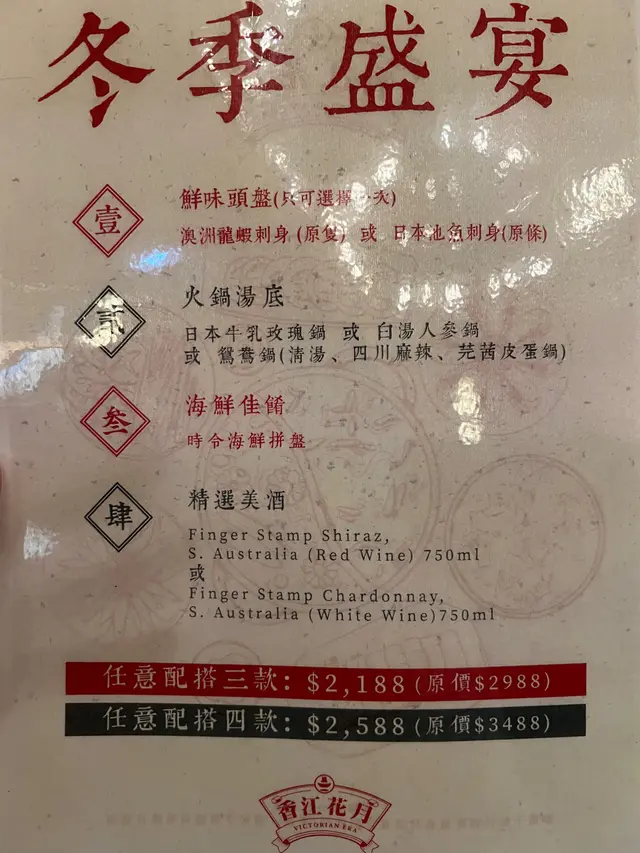 冬季盛宴
壹
鮮味頭盤(只可選擇一次)
澳洲龍蝦刺身(原隻) 或 日本池魚刺身(原條)
貳
火鍋湯底
日本牛乳玫瑰鍋 或 白湯人參鍋
或 鴛鴦鍋(清湯、四川麻辣、芫茜皮蛋鍋)
叁
海鮮佳餚
時令海鮮拼盤
肆
精選美酒
Finger Stamp Shiraz,
S. Australia (Red Wine) 750ml
或
Finger Stamp Chardonnay,
S. Australia (White Wine)750ml
任意配搭三款: $2,188 (原價$2988)
任意配搭四款: $2,588 (原價$3488)
香江花月
VICTORIAN ERA